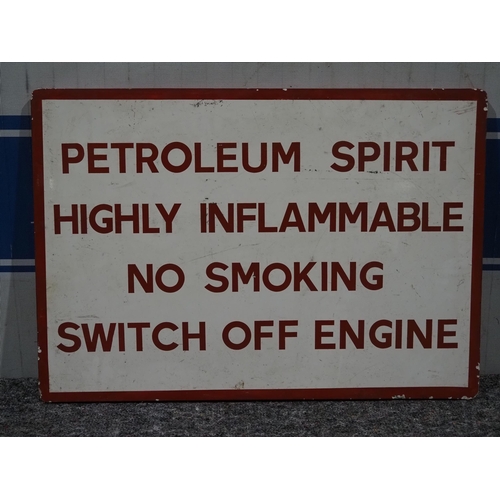 PETROLEUM SPIRIT
HIGHLY INFLAMMABLE
NO SMOKING
SWITCH OFF ENGINE